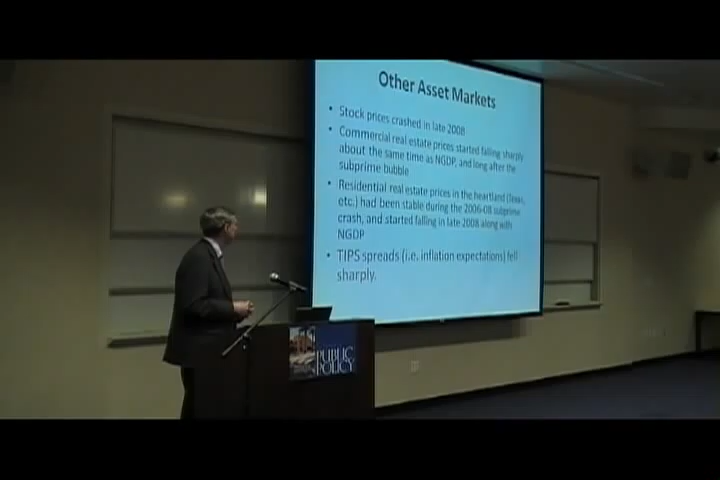 Other Asset Markets
• Stock prices crashed in late 2008
• Commercial real estate prices started falling sharply
about the same time as NGDP, and long after the
subprime bubble
• Residential real estate prices in the heartland (Texas,
etc.) had been stable during the 2006-08 subprime
crash, and started falling in late 2008 along with
NGDP
• TIPS spreads (i.e. inflation expectations) fell
sharply.
PUBLIC
POLICY